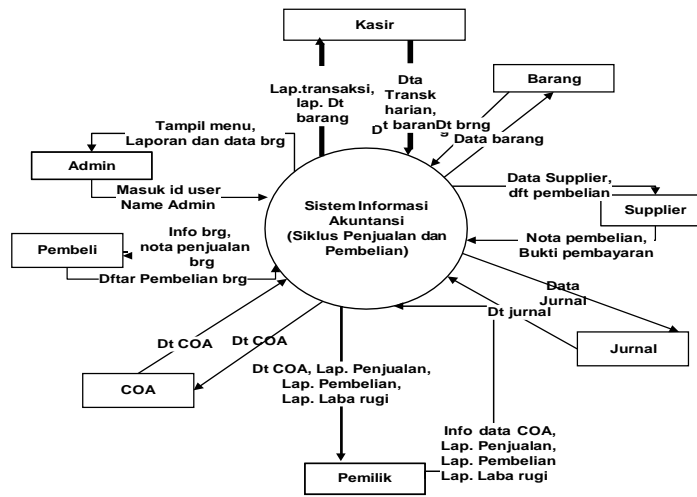 Kasir
Lap.transaksi,
lap. Dt
barang
Dta
Transk
harian,
Dt brng
Data barang
Barang
Tampil menu,
Laporan dan data brg
Admin
Masuk id user
Name Admin
Sistem Informasi
Akuntansi
(Siklus Penjualan dan
Pembelian)
Data Supplier,
dft pembelian
Supplier
Nota pembelian,
Bukti pembayaran
Info brg,
nota penjualan
brg
Pembeli
Dftar Pembelian brg
Data
Jurnal
Dt jurnal
Jurnal
Dt COA
Dt COA
COA
Dt COA, Lap. Penjualan,
Lap. Pembelian,
Lap. Laba rugi
Info data COA,
Lap. Penjualan,
Lap. Pembelian
Lap. Laba rugi
Pemilik